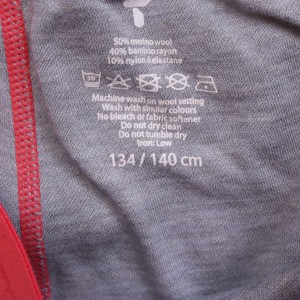 50% merino wool
40% bamboo rayon
10% nylon & elastane
Machine wash on wool setting
Wash with similar colours
No bleach or fabric softener
Do not dry clean
Do not tumble dry
Iron: Low
134 / 140 cm